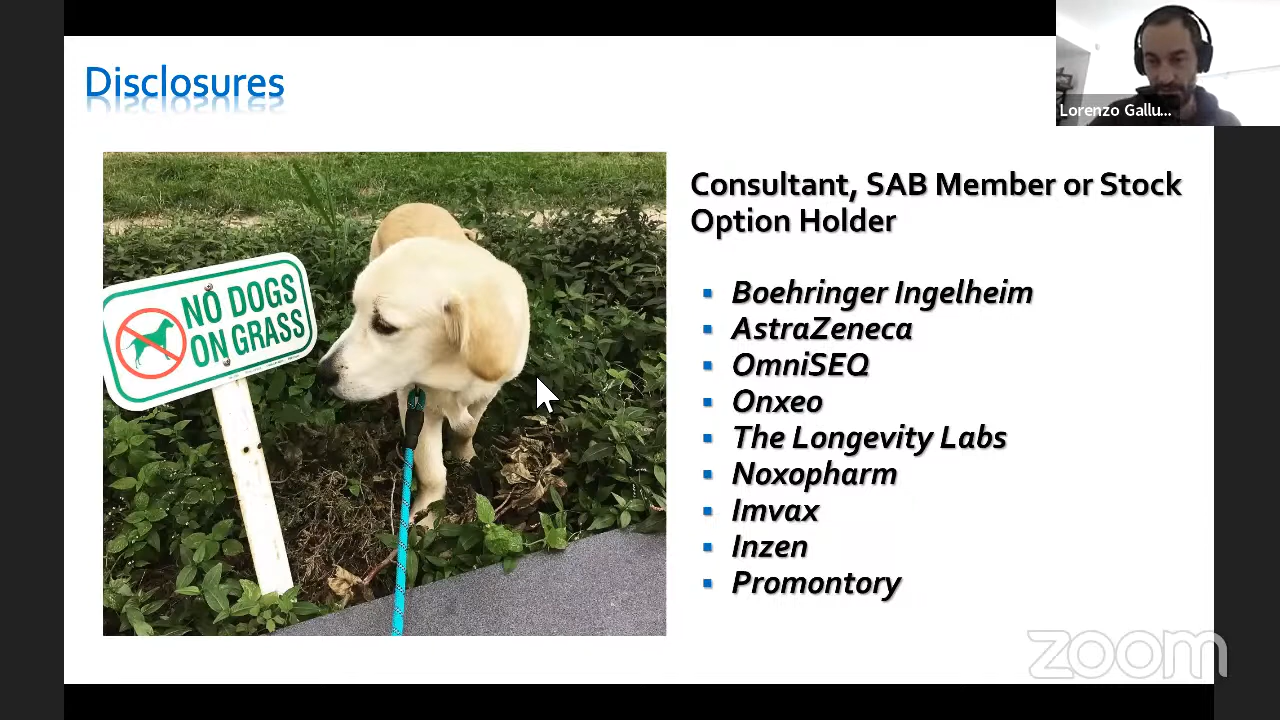 Disclosures
Lorenzo Gallu...
NO DOGS
ON GRASS
Consultant, SAB Member or Stock
Option Holder
Boehringer Ingelheim
AstraZeneca
OmniSEQ
Onxeo
The Longevity Labs
Noxopharm
Imvax
Inzen
Promontory
zoom